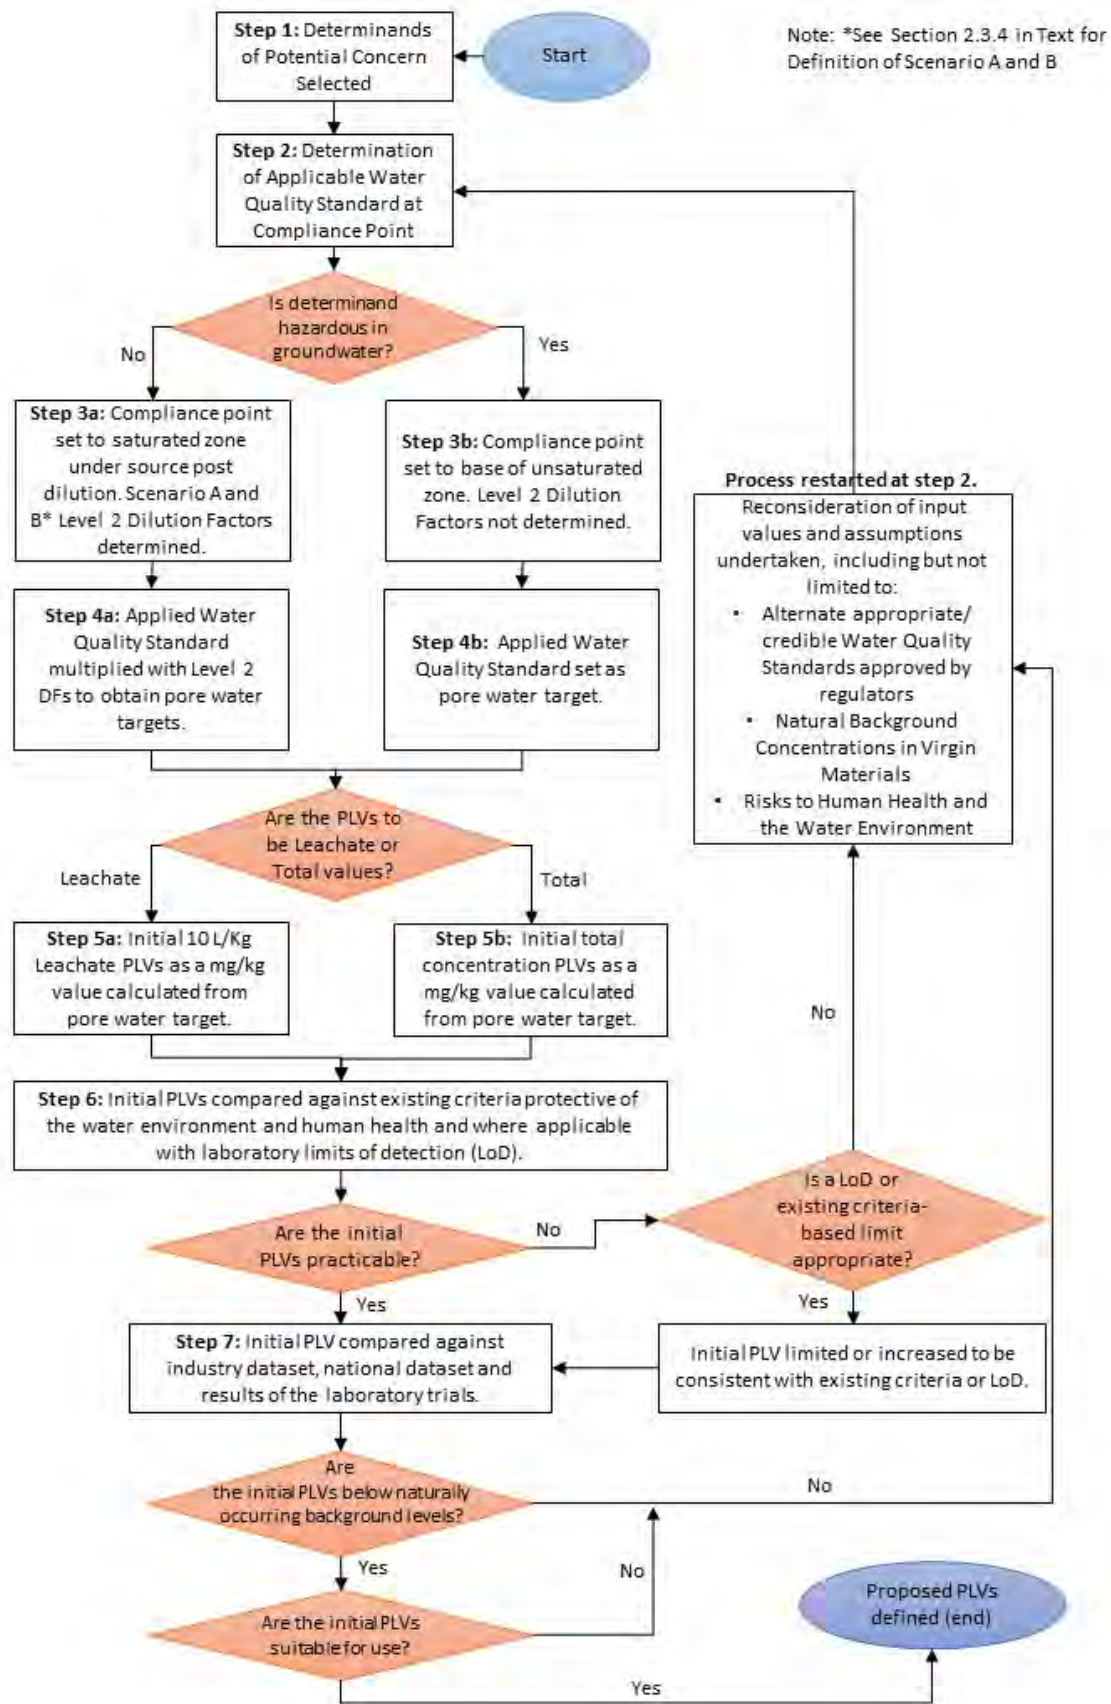 Step 1: Determinands
of Potential Concern
Selected
Start
Note: *See Section 2.3.4 in Text for
Definition of Scenario A and B
Step 2: Determination
of Applicable Water
Quality Standard at
Compliance Point
Is determinand
hazardous in
groundwater?
No
Yes
Step 3a: Compliance point
set to saturated zone
under source post
dilution. Scenario A and
B* Level 2 Dilution Factors
determined.
Step 3b: Compliance point
set to base of unsaturated
zone. Level 2 Dilution
Factors not determined.
Process restarted at step 2.
Reconsideration of input
values and assumptions
undertaken, including but not
limited to:
• Alternate appropriate/
credible Water Quality
Standards approved by
regulators
• Natural Background
Concentrations in Virgin
Materials
• Risks to Human Health and
the Water Environment
Step 4a: Applied Water
Quality Standard
multiplied with Level 2
DFs to obtain pore water
targets.
Step 4b: Applied Water
Quality Standard set as
pore water target.
Are the PLVs to
be Leachate or
Total values?
Leachate
Total
Step 5a: Initial 10 L/Kg
Leachate PLVs as a mg/kg
value calculated from
pore water target.
Step 5b: Initial total
concentration PLVs as a
mg/kg value calculated
from pore water target.
No
Step 6: Initial PLVs compared against existing criteria protective of
the water environment and human health and where applicable
with laboratory limits of detection (LoD).
Are the initial
PLVs practicable?
No
Is a LoD or
existing criteria-
based limit
appropriate?
Yes
Yes
Step 7: Initial PLV compared against
industry dataset, national dataset and
results of the laboratory trials.
Initial PLV limited or increased to be
consistent with existing criteria or LoD.
Are
the initial PLVs below naturally
occurring background levels?
No
Yes
No
Are the initial PLVs
suitable for use?
Proposed PLVs
defined (end)
Yes